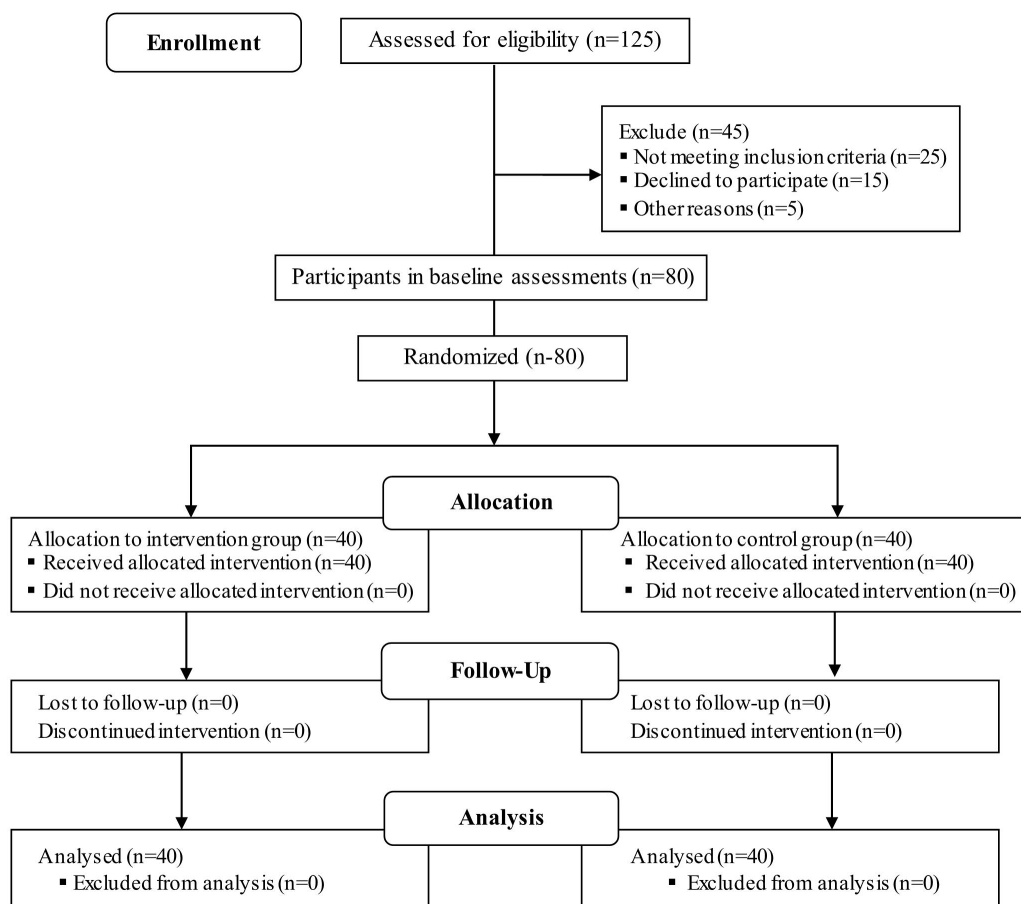 Enrollment
Assessed for eligibility (n=125)
Exclude (n=45)
▪ Not meeting inclusion criteria (n=25)
▪ Declined to participate (n=15)
▪ Other reasons (n=5)
Participants in baseline assessments (n=80)
Randomized (n-80)
Allocation
Allocation to intervention group (n=40)
▪ Received allocated intervention (n=40)
▪ Did not receive allocated intervention (n=0)
Allocation to control group (n=40)
▪ Received allocated intervention (n=40)
▪ Did not receive allocated intervention (n=0)
Follow-Up
Lost to follow-up (n=0)
Discontinued intervention (n=0)
Lost to follow-up (n=0)
Discontinued intervention (n=0)
Analysis
Analysed (n=40)
▪ Excluded from analysis (n=0)
Analysed (n=40)
▪ Excluded from analysis (n=0)